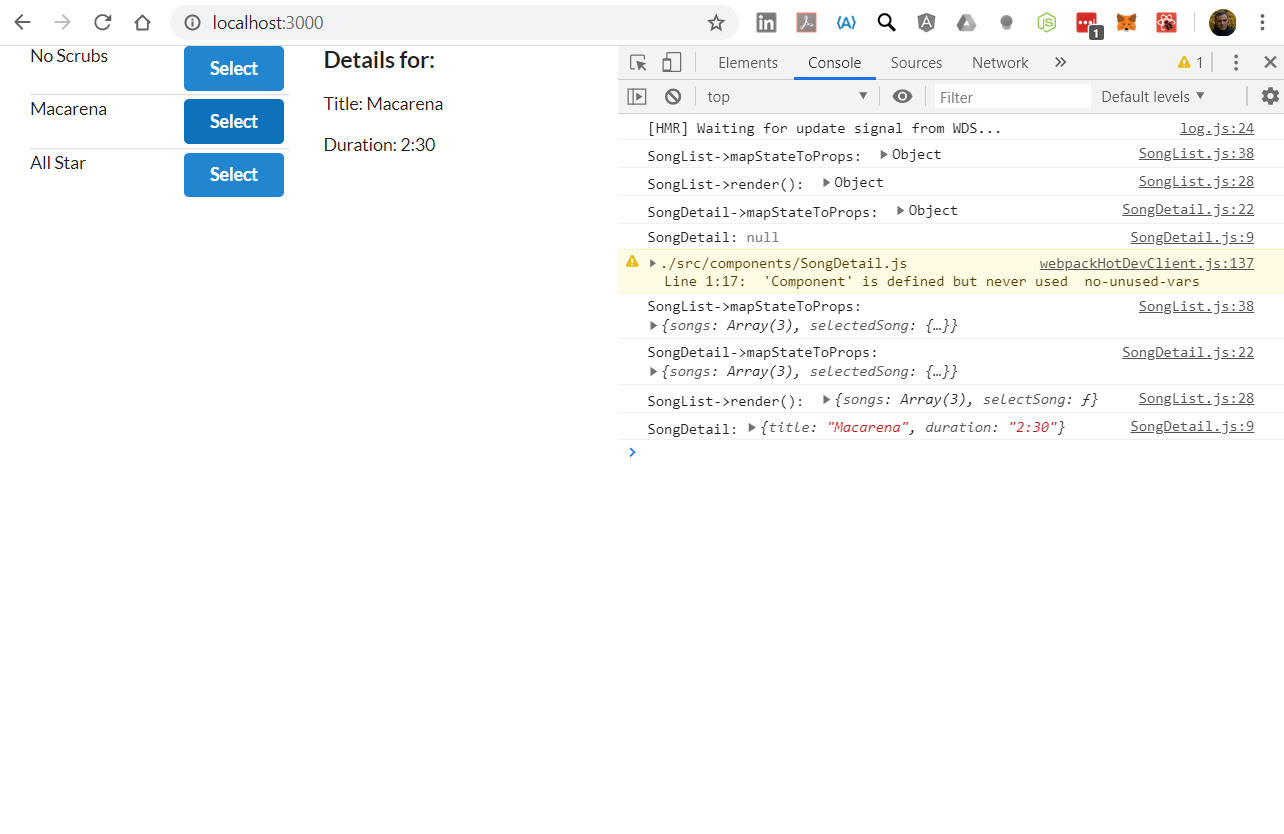 localhost:3000
1
No Scrubs
Select
Macarena
Select
All Star
Select
Details for:
Title: Macarena
Duration: 2:30
Elements Console Sources Network » 1
top Filter Default levels
[HMR] Waiting for update signal from WDS... log.js:24
SongList->mapStateToProps: Object SongList.js:38
SongList->render(): Object SongList.js:28
SongDetail->mapStateToProps: Object SongDetail.js:22
SongDetail: null SongDetail.js:9
./src/components/SongDetail.js webpackHotDevClient.js:137
Line 1:17: 'Component' is defined but never used no-unused-vars
SongList->mapStateToProps: SongList.js:38
{songs: Array(3), selectedSong: {…}}
SongDetail->mapStateToProps: SongDetail.js:22
{songs: Array(3), selectedSong: {…}}
SongList->render(): {songs: Array(3), selectSong: ƒ} SongList.js:28
SongDetail: {title: "Macarena", duration: "2:30"} SongDetail.js:9